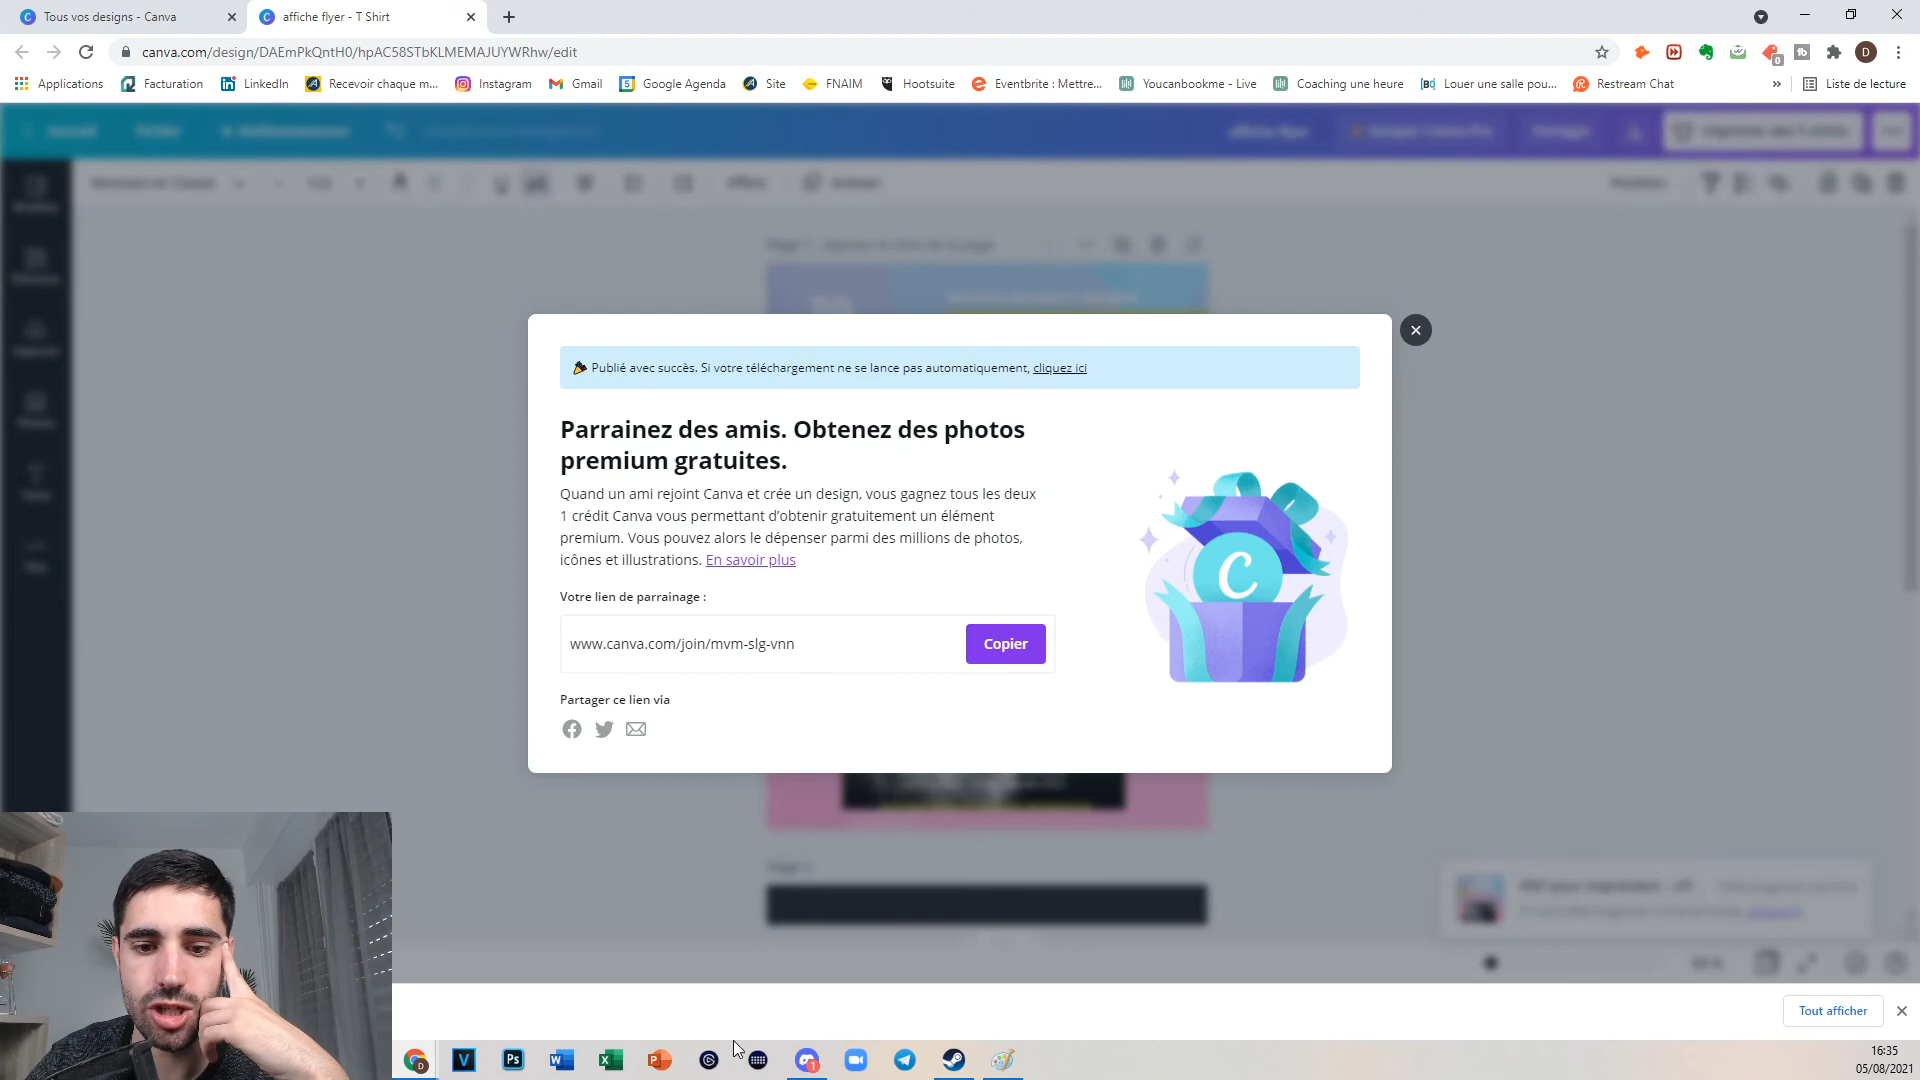 Tous vos designs - Canva
affiche flyer - T Shirt
canva.com/design/DAEmPkQntH0/hpAC58STbKLMEMAJUYWRhw/edit
0
D
Applications
Facturation
LinkedIn
Recevoir chaque m...
Instagram
Gmail
Google Agenda
Site
FNAIM
Hootsuite
Eventbrite : Mettre...
Youcanbookme - Live
Coaching une heure
Louer une salle pou...
Restream Chat
»
Liste de lecture
Publié avec succès. Si votre téléchargement ne se lance pas automatiquement, cliquez ici
Parrainez des amis. Obtenez des photos
premium gratuites.
Quand un ami rejoint Canva et crée un design, vous gagnez tous les deux
1 crédit Canva vous permettant d'obtenir gratuitement un élément
premium. Vous pouvez alors le dépenser parmi des millions de photos,
icônes et illustrations. En savoir plus
Votre lien de parrainage :
www.canva.com/join/mvm-slg-vnn
Copier
Partager ce lien via
Tout afficher
16:35
05/08/2021